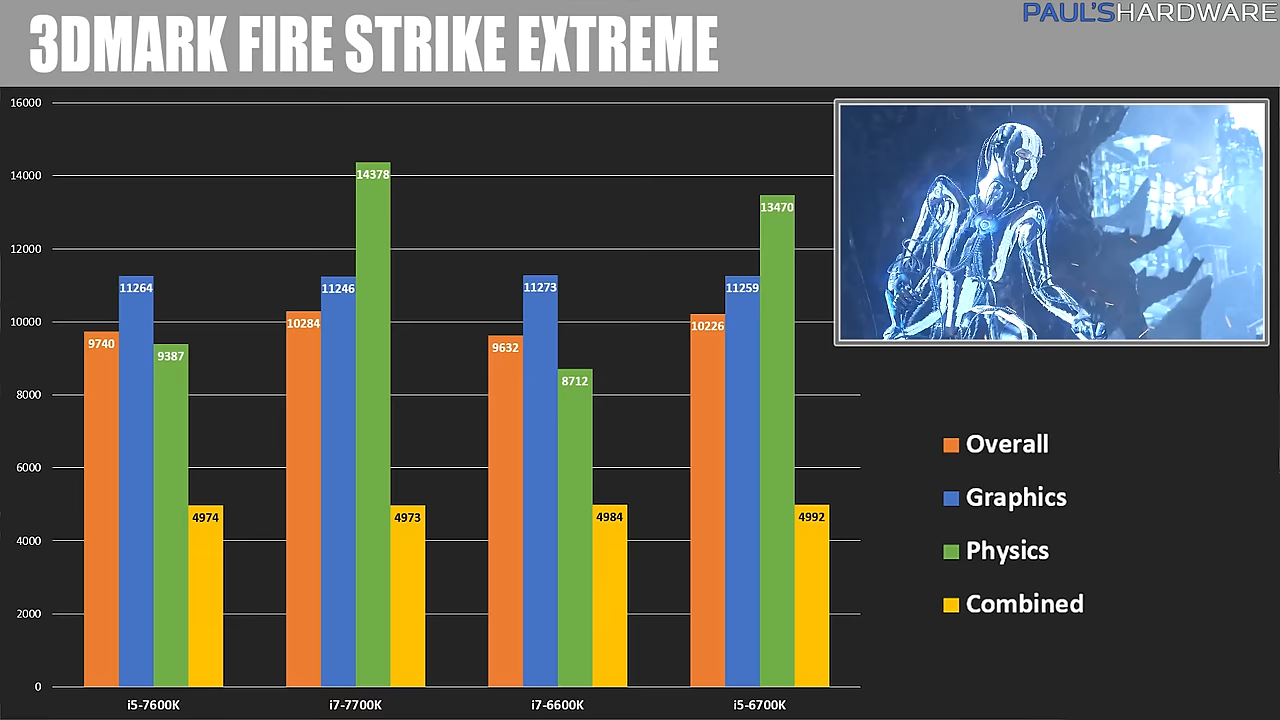 3DMARK FIRE STRIKE EXTREME
PAUL'SHARDWARE
16000
14000
12000
10000
8000
6000
4000
2000
0
9740
11264
9387
4974
10284
11246
14378
4973
9632
11273
8712
4984
10226
11259
13470
4992
i5-7600K
i7-7700K
i7-6600K
i5-6700K
Overall
Graphics
Physics
Combined